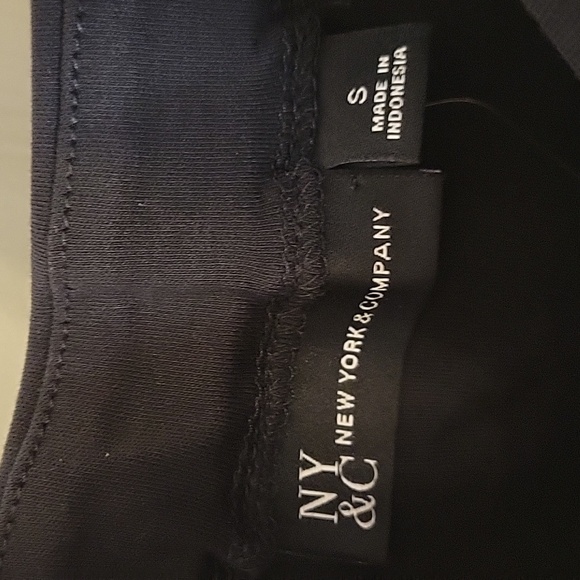 NY
&C
NEW YORK & COMPANY
S
MADE IN
INDONESIA